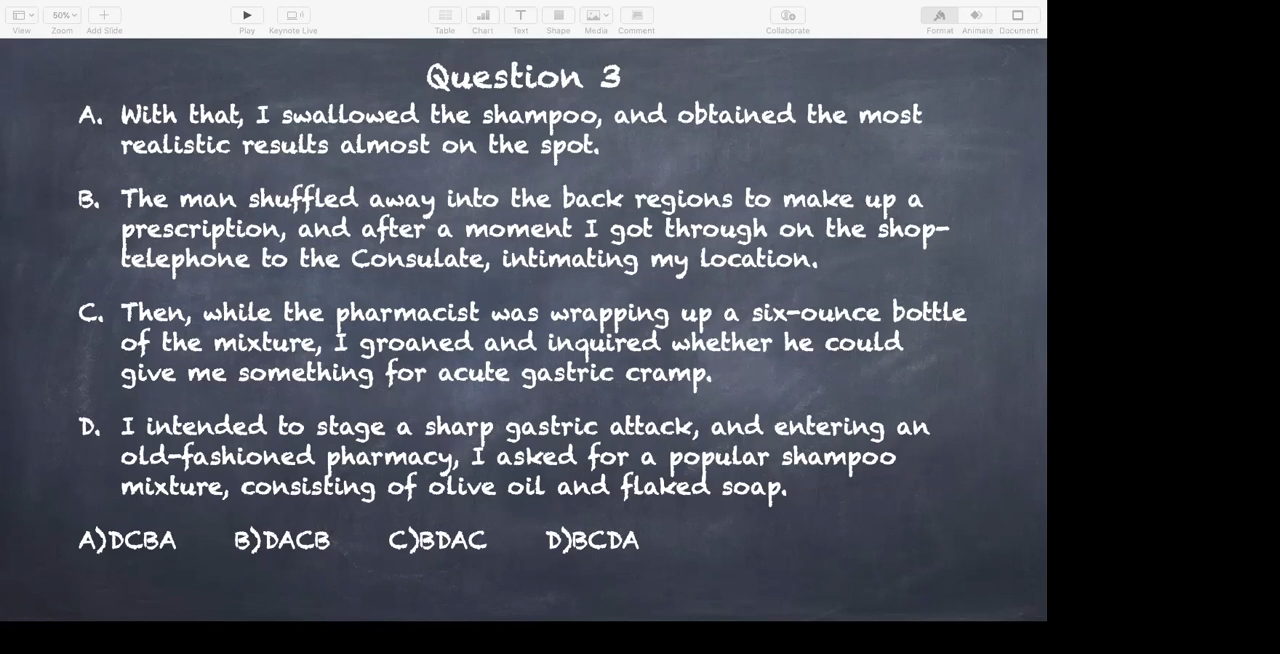 View
50%
Zoom
Add Slide
Play
Keynote Live
Table
Chart
Text
Shape
Media
Comment
Collaborate
Format
Animate
Document
Question 3
A. With that, I swallowed the shampoo, and obtained the most
realistic results almost on the spot.
B. The man shuffled away into the back regions to make up a
prescription, and after a moment I got through on the shop-
telephone to the Consulate, intimating my location.
C. Then, while the pharmacist was wrapping up a six-ounce bottle
of the mixture, I groaned and inquired whether he could
give me something for acute gastric cramp.
D. I intended to stage a sharp gastric attack, and entering an
old-fashioned pharmacy, I asked for a popular shampoo
mixture, consisting of olive oil and flaked soap.
A)DCBA B)DACB C)BDAC D)BCDA